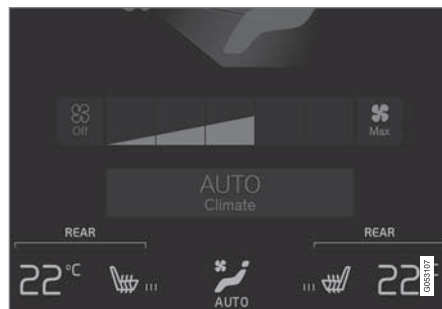 Off
Max
AUTO
Climate
REAR REAR
22°C 22°
AUTO
G053107